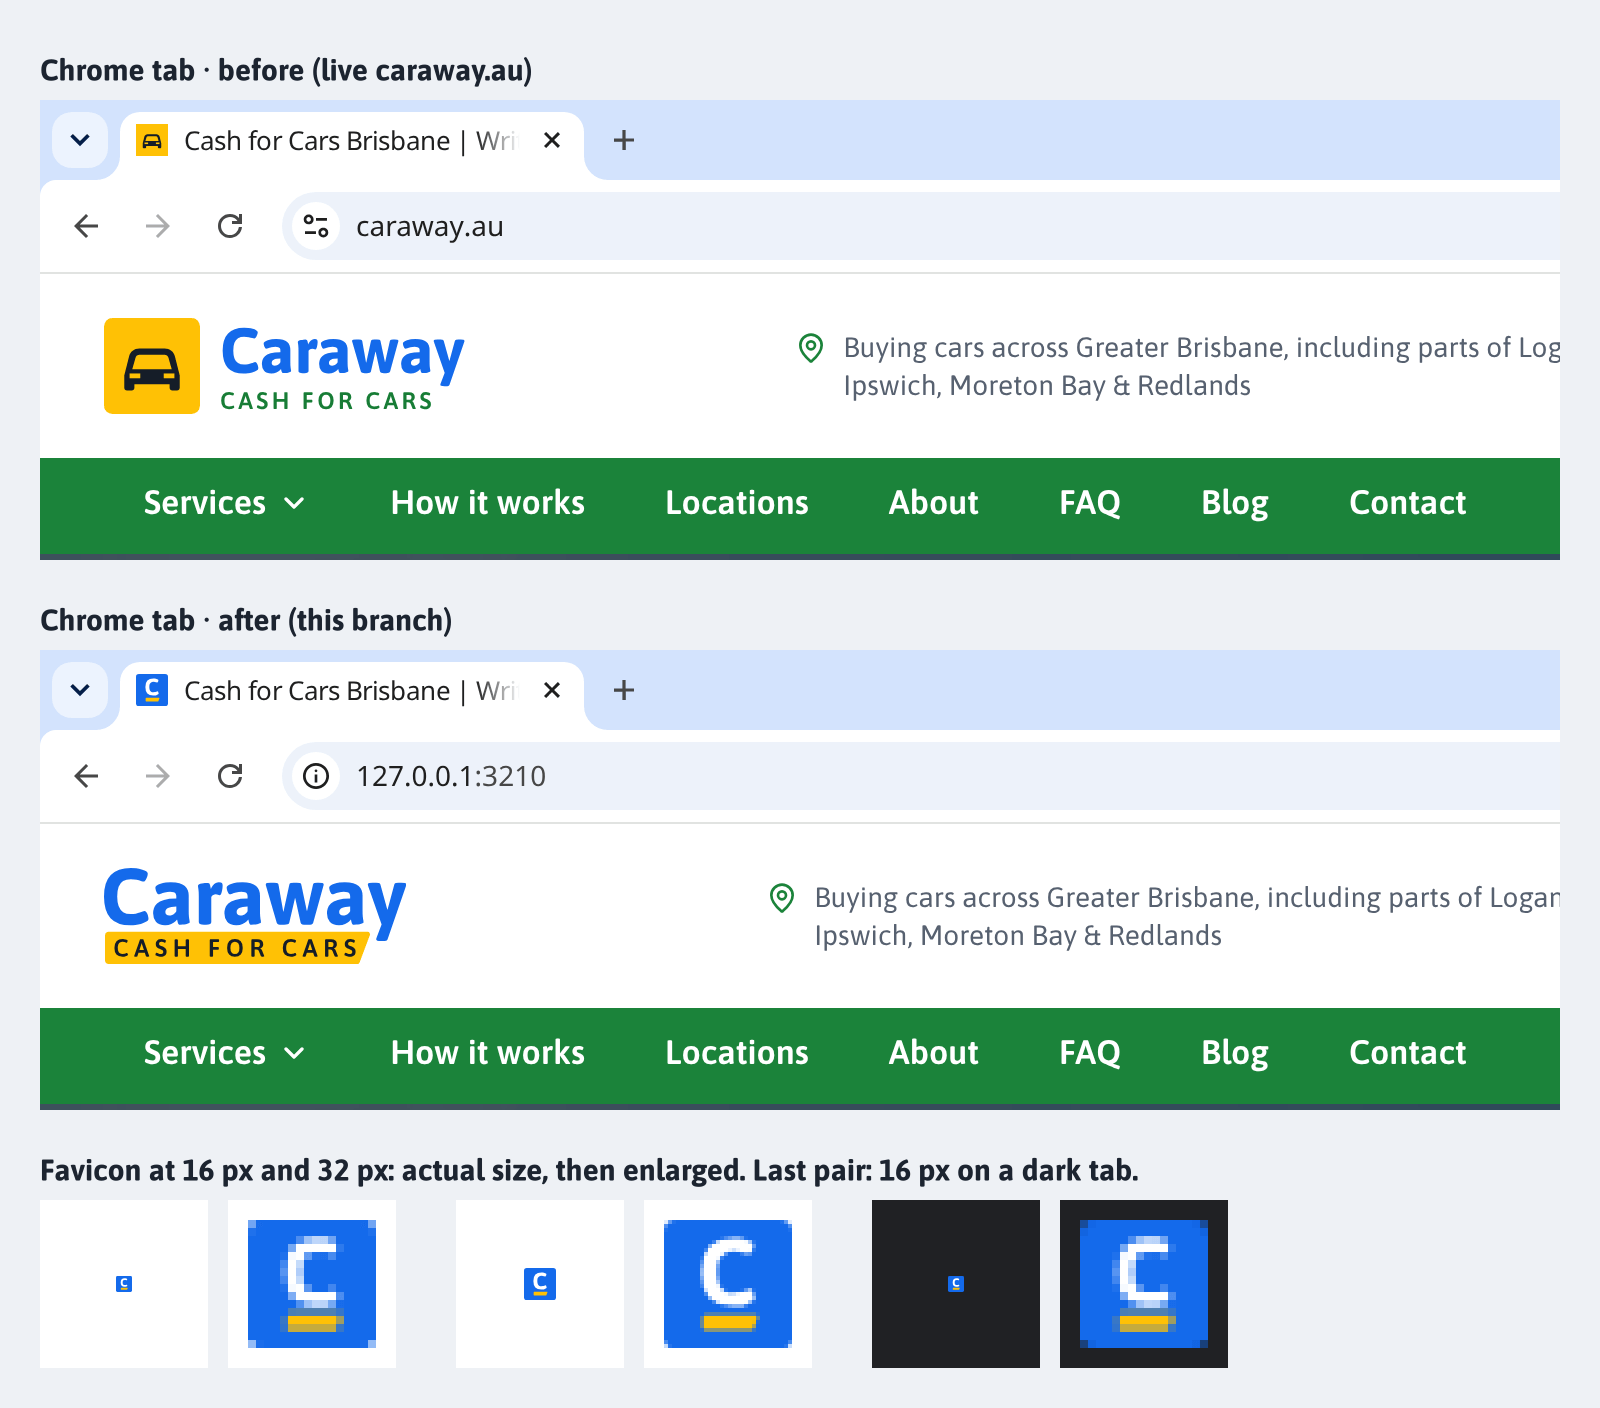 Chrome tab · before (live caraway.au)
Cash for Cars Brisbane | Wri
caraway.au
Caraway
CASH FOR CARS
Buying cars across Greater Brisbane, including parts of Log
Ipswich, Moreton Bay & Redlands
Services How it works Locations About FAQ Blog Contact
Chrome tab · after (this branch)
C Cash for Cars Brisbane | Wri
127.0.0.1:3210
Caraway
CASH FOR CARS
Buying cars across Greater Brisbane, including parts of Logan
Ipswich, Moreton Bay & Redlands
Services How it works Locations About FAQ Blog Contact
Favicon at 16 px and 32 px: actual size, then enlarged. Last pair: 16 px on a dark tab.
C C C C C C